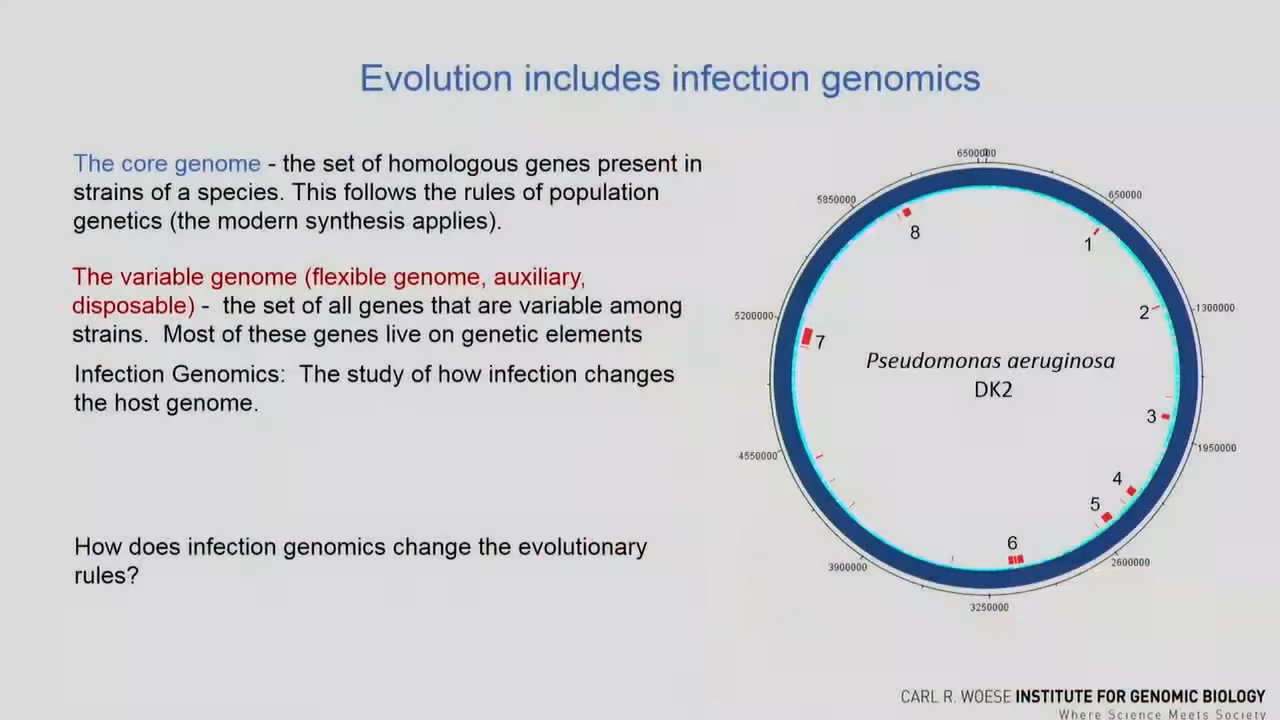 Evolution includes infection genomics
The core genome - the set of homologous genes present in
strains of a species. This follows the rules of population
genetics (the modern synthesis applies).
The variable genome (flexible genome, auxiliary,
disposable) - the set of all genes that are variable among
strains. Most of these genes live on genetic elements
Infection Genomics: The study of how infection changes
the host genome.
How does infection genomics change the evolutionary
rules?
650000
1300000
1950000
2600000
3250000
3900000
4550000
5200000
5850000
1
2
3
4
5
6
7
8
Pseudomonas aeruginosa
DK2
CARL R. WOESE INSTITUTE FOR GENOMIC BIOLOGY
Where Science Meets Society